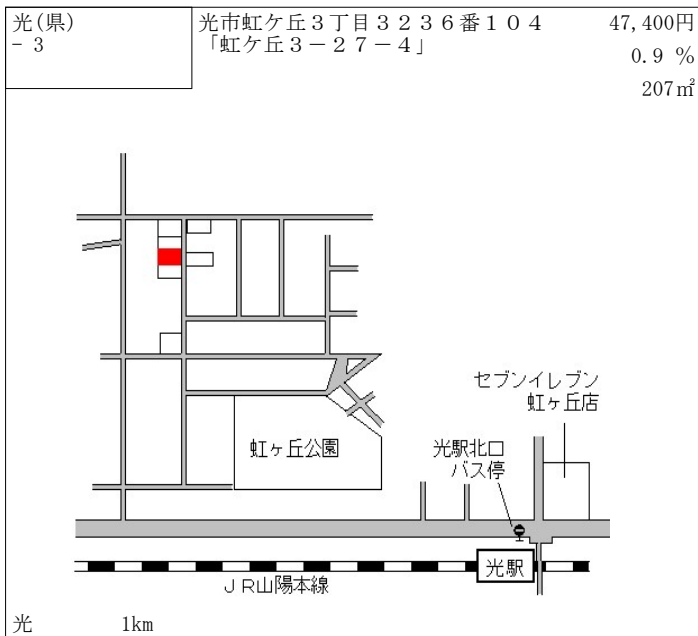 光(県)
- 3
光市虹ケ丘３丁目３２３６番１０４
「虹ケ丘３－２７－４」
47,400円
0.9 %
207㎡
セブンイレブン
虹ヶ丘店
虹ヶ丘公園
光駅北口
バス停
光駅
ＪＲ山陽本線
光 1km